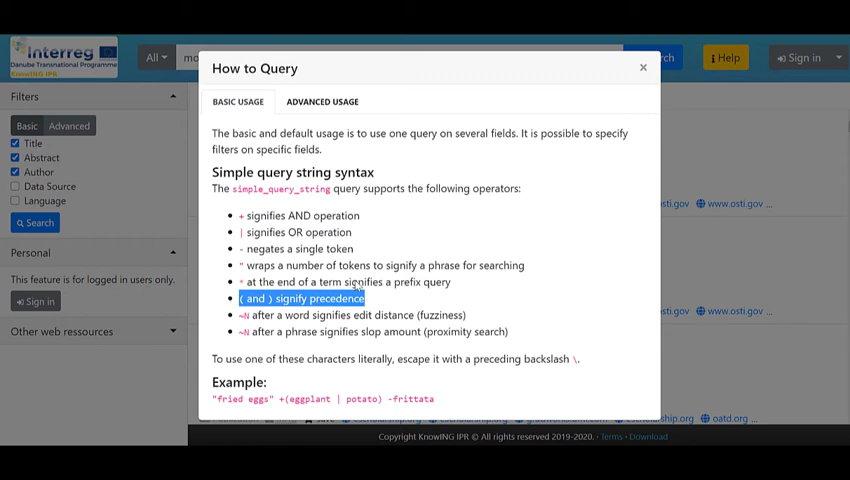 Interreg
Danube Transnational Programme
KnowING IPR
All
mo
rch
Help
Sign in
How to Query
×
BASIC USAGE
ADVANCED USAGE
The basic and default usage is to use one query on several fields. It is possible to specify
filters on specific fields.
Simple query string syntax
The simple_query_string query supports the following operators:
+ signifies AND operation
| signifies OR operation
- negates a single token
" wraps a number of tokens to signify a phrase for searching
* at the end of a term signifies a prefix query
( and ) signify precedence
~N after a word signifies edit distance (fuzziness)
~N after a phrase signifies slop amount (proximity search)
To use one of these characters literally, escape it with a preceding backslash \.
Example:
"fried eggs" +(eggplant | potato) -frittata
Filters
Basic
Advanced
Title
Abstract
Author
Data Source
Language
Search
Personal
This feature is for logged in users only.
Sign in
Other web ressources
osti.gov
www.osti.gov ...
osti.gov
www.osti.gov ...
ship.org
oatd.org ...
Copyright KnowING IPR © All rights reserved 2019-2020. · Terms · Download